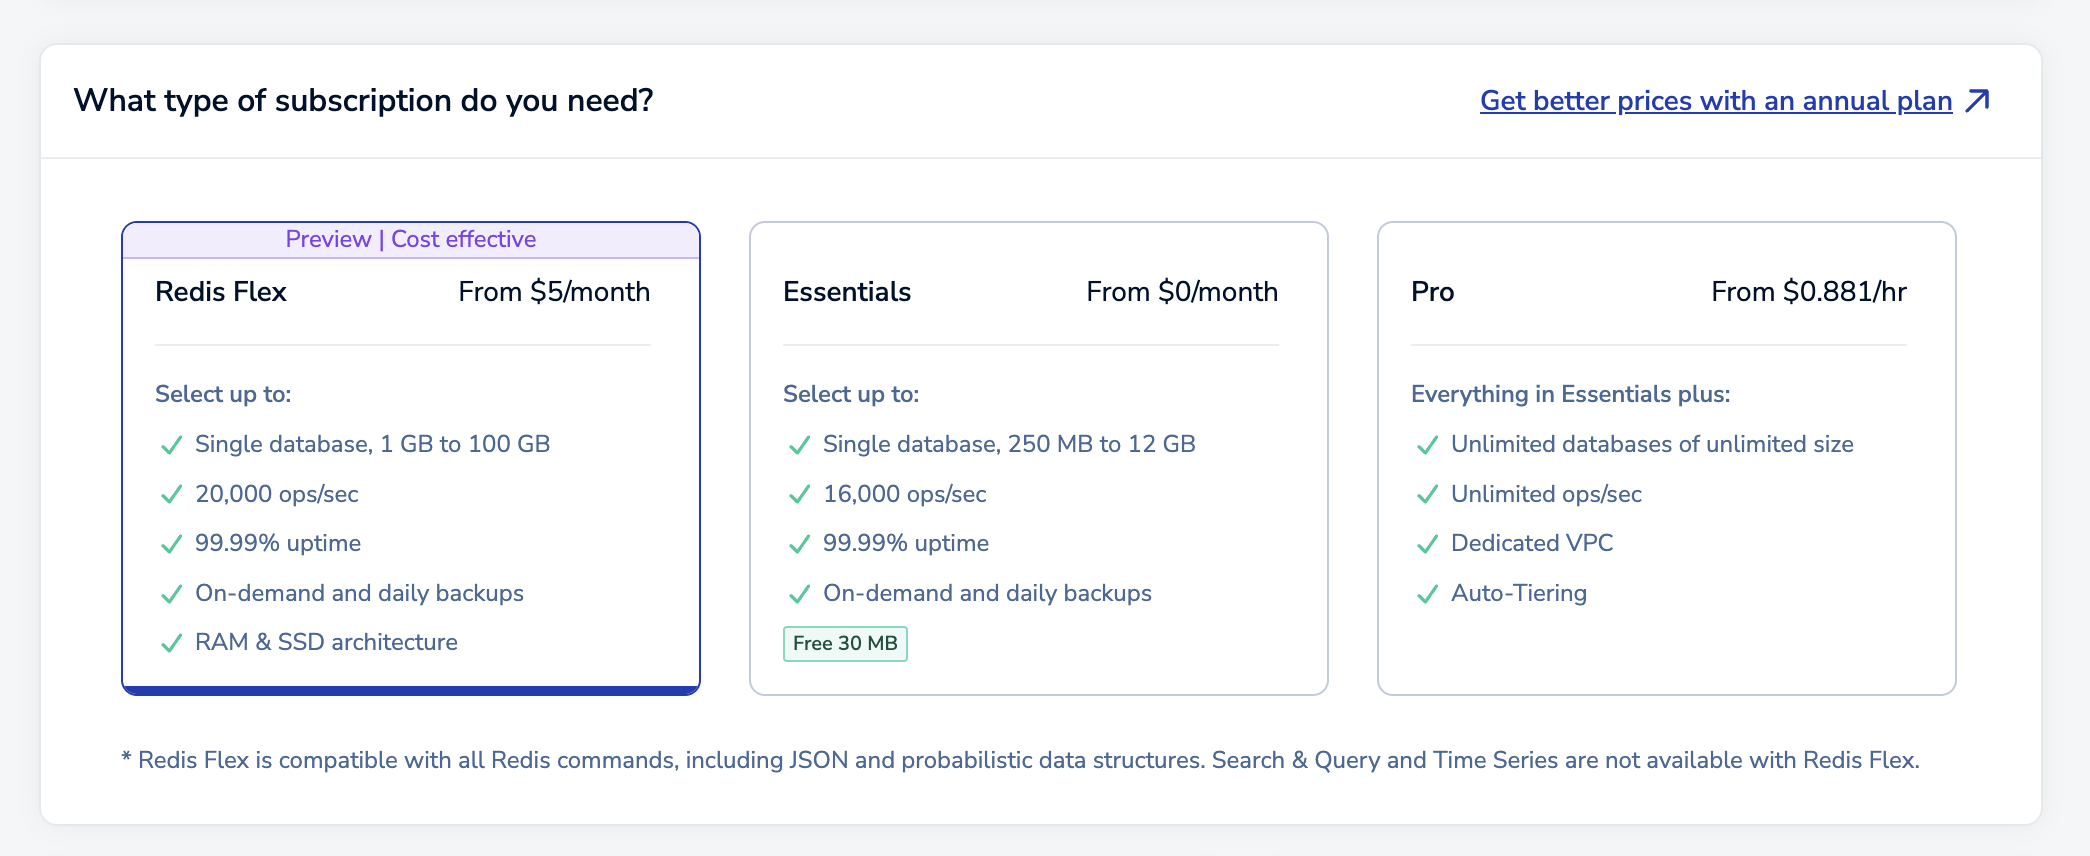 What type of subscription do you need?
Get better prices with an annual plan
Preview | Cost effective
Redis Flex
From $5/month
Select up to:
Single database, 1 GB to 100 GB
20,000 ops/sec
99.99% uptime
On-demand and daily backups
RAM & SSD architecture
Essentials
From $0/month
Select up to:
Single database, 250 MB to 12 GB
16,000 ops/sec
99.99% uptime
On-demand and daily backups
Free 30 MB
Pro
From $0.881/hr
Everything in Essentials plus:
Unlimited databases of unlimited size
Unlimited ops/sec
Dedicated VPC
Auto-Tiering
* Redis Flex is compatible with all Redis commands, including JSON and probabilistic data structures. Search & Query and Time Series are not available with Redis Flex.